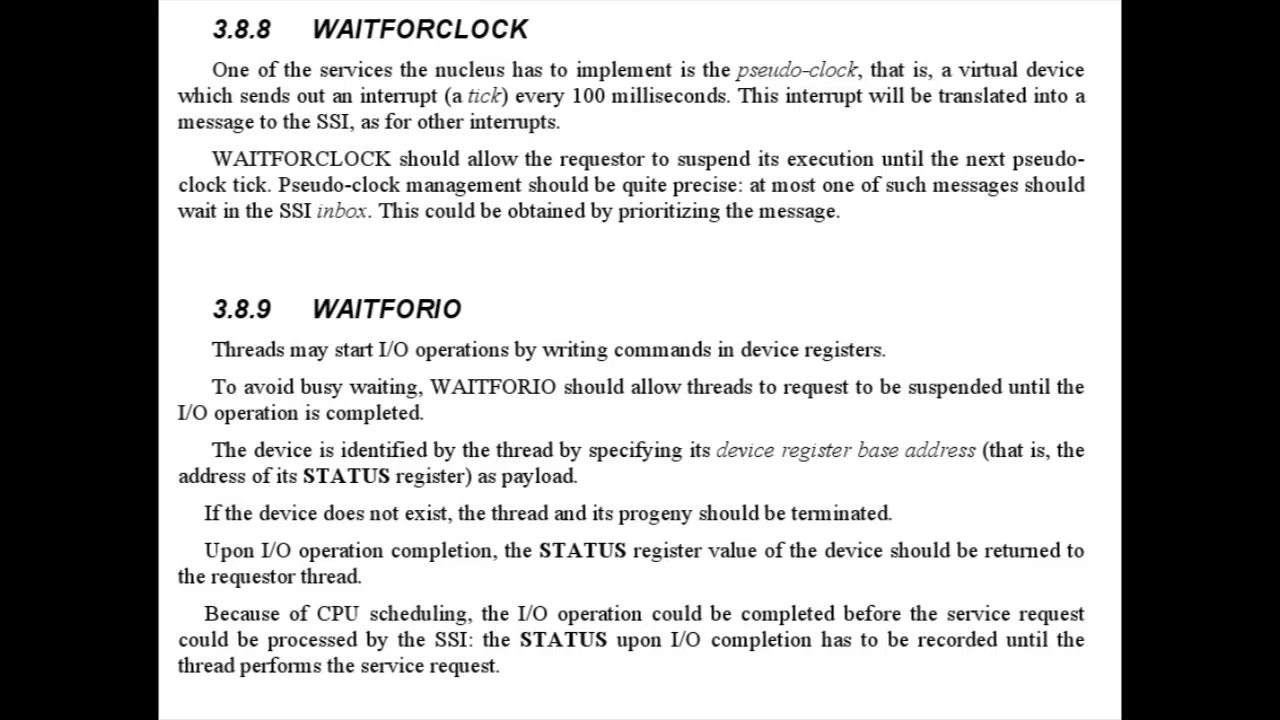 3.8.8 WAITFORCLOCK
One of the services the nucleus has to implement is the pseudo-clock, that is, a virtual device
which sends out an interrupt (a tick) every 100 milliseconds. This interrupt will be translated into a
message to the SSI, as for other interrupts.
WAITFORCLOCK should allow the requestor to suspend its execution until the next pseudo-
clock tick. Pseudo-clock management should be quite precise: at most one of such messages should
wait in the SSI inbox. This could be obtained by prioritizing the message.
3.8.9 WAITFORIO
Threads may start I/O operations by writing commands in device registers.
To avoid busy waiting, WAITFORIO should allow threads to request to be suspended until the
I/O operation is completed.
The device is identified by the thread by specifying its device register base address (that is, the
address of its STATUS register) as payload.
If the device does not exist, the thread and its progeny should be terminated.
Upon I/O operation completion, the STATUS register value of the device should be returned to
the requestor thread.
Because of CPU scheduling, the I/O operation could be completed before the service request
could be processed by the SSI: the STATUS upon I/O completion has to be recorded until the
thread performs the service request.